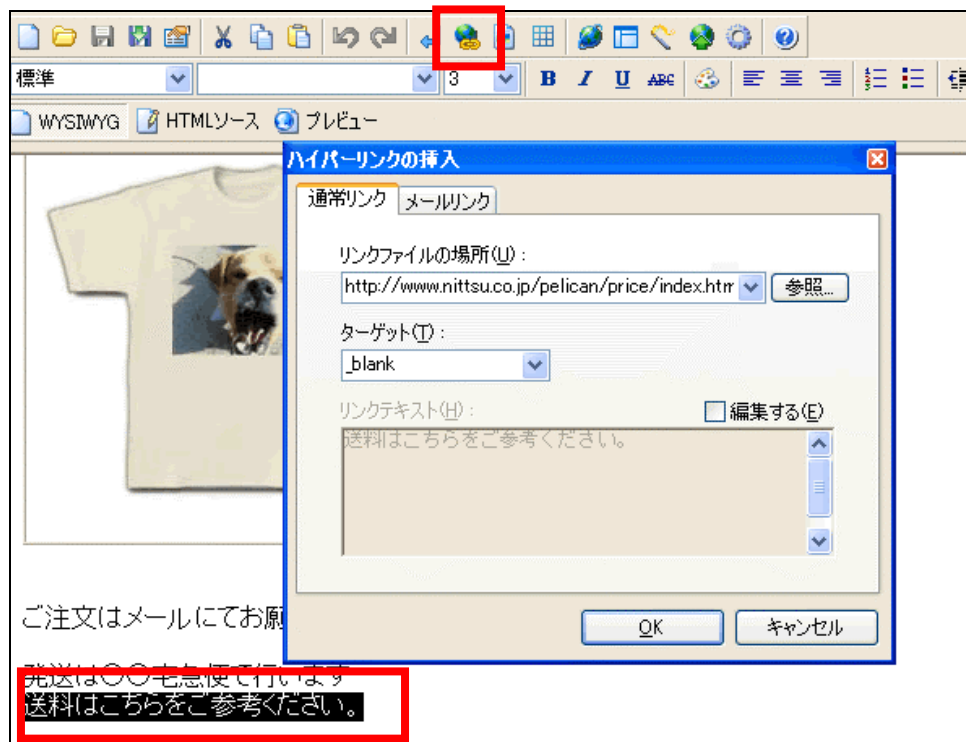 標準
3
B I U ABC
WYSIWYG HTMLソース プレビュー
ハイパーリンクの挿入
通常リンク メールリンク
リンクファイルの場所(U):
http://www.nittsu.co.jp/pelican/price/index.htm
参照...
ターゲット(T):
_blank
リンクテキスト(H):
編集する(E)
送料はこちらをご参考ください。
OK キャンセル
ご注文はメールにてお願
発送は〇〇宅急便で行います
送料はこちらをご参考ください。